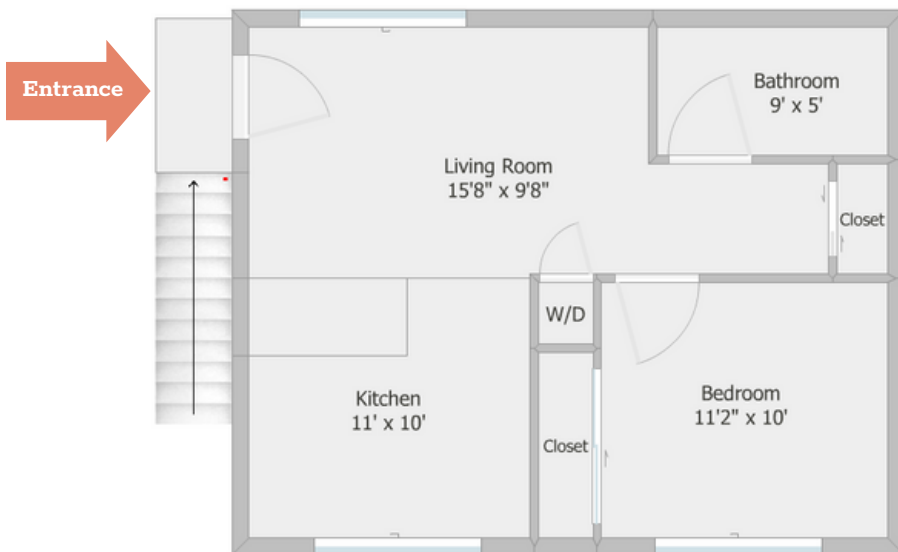 Entrance
Bathroom
9' x 5'
Living Room
15'8" x 9'8"
Closet
W/D
Kitchen
11' x 10'
Closet
Bedroom
11'2" x 10'